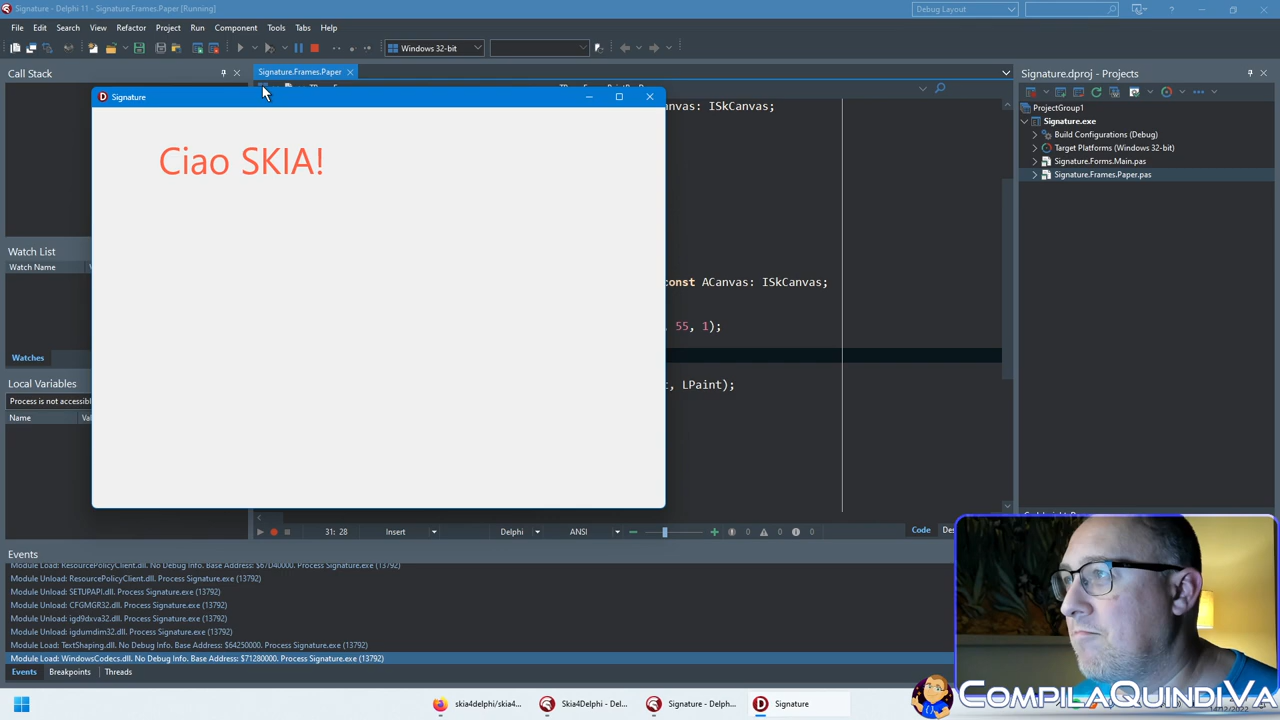 Signature - Delphi 11 - Signature.Frames.Paper [Running]
Debug Layout
File Edit Search View Refactor Project Run Component Tools Tabs Help
Windows 32-bit
Call Stack
Signature.Frames.Paper
Signature.dproj - Projects
Signature
Canvas: ISkCanvas;
ProjectGroup1
Signature.exe
Build Configurations (Debug)
Target Platforms (Windows 32-bit)
Signature.Forms.Main.pas
Signature.Frames.Paper.pas
Ciao SKIA!
Watch List
Watch Name
const ACanvas: ISkCanvas;
, 55, 1);
Watches
Local Variables
Process is not accessibl
Name
, LPaint);
31: 28
Insert
Delphi
ANSI
0
0
0
Code
Events
Module Load: ResourcePolicyClient.dll. No Debug Info. Base Address: $67D40000. Process Signature.exe (13792)
Module Unload: ResourcePolicyClient.dll. Process Signature.exe (13792)
Module Unload: SETUPAPI.dll. Process Signature.exe (13792)
Module Unload: CFGMGR32.dll. Process Signature.exe (13792)
Module Unload: igd9dxva32.dll. Process Signature.exe (13792)
Module Unload: igdumdim32.dll. Process Signature.exe (13792)
Module Load: TextShaping.dll. No Debug Info. Base Address: $64250000. Process Signature.exe (13792)
Module Load: WindowsCodecs.dll. No Debug Info. Base Address: $71280000. Process Signature.exe (13792)
Events Breakpoints Threads
skia4delphi/skia4...
Skia4Delphi - Del...
Signature - Delph...
Signature
COMPILAQUINDIVA